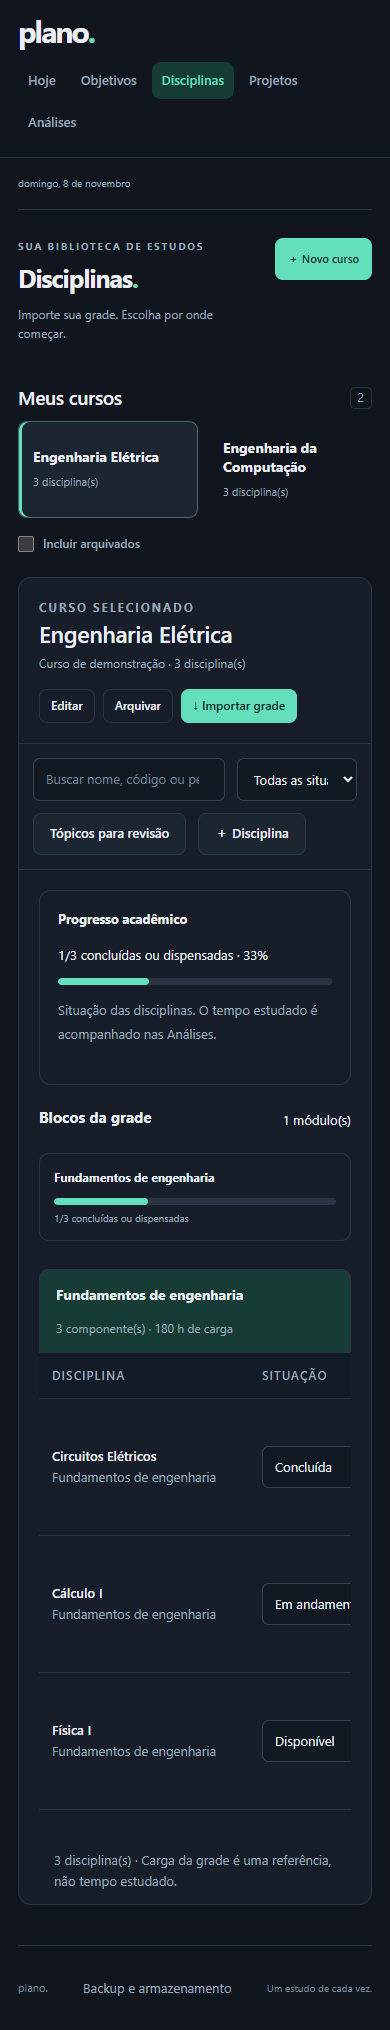 plano.
Hoje Objetivos Disciplinas Projetos
Análises
domingo, 8 de novembro
SUA BIBLIOTECA DE ESTUDOS
+ Novo curso
Disciplinas.
Importe sua grade. Escolha por onde
começar.
Meus cursos 2
Engenharia Elétrica
3 disciplina(s)
Engenharia da
Computação
3 disciplina(s)
Incluir arquivados
CURSO SELECIONADO
Engenharia Elétrica
Curso de demonstração · 3 disciplina(s)
Editar Arquivar ↓ Importar grade
Buscar nome, código ou pe Todas as situa
Tópicos para revisão + Disciplina
Progresso acadêmico
1/3 concluídas ou dispensadas · 33%
Situação das disciplinas. O tempo estudado é
acompanhado nas Análises.
Blocos da grade 1 módulo(s)
Fundamentos de engenharia
1/3 concluídas ou dispensadas
Fundamentos de engenharia
3 componente(s) · 180 h de carga
DISCIPLINA SITUAÇÃO
Circuitos Elétricos
Fundamentos de engenharia
Concluída
Cálculo I
Fundamentos de engenharia
Em andamen
Física I
Fundamentos de engenharia
Disponível
3 disciplina(s) · Carga da grade é uma referência,
não tempo estudado.
plano. Backup e armazenamento Um estudo de cada vez.